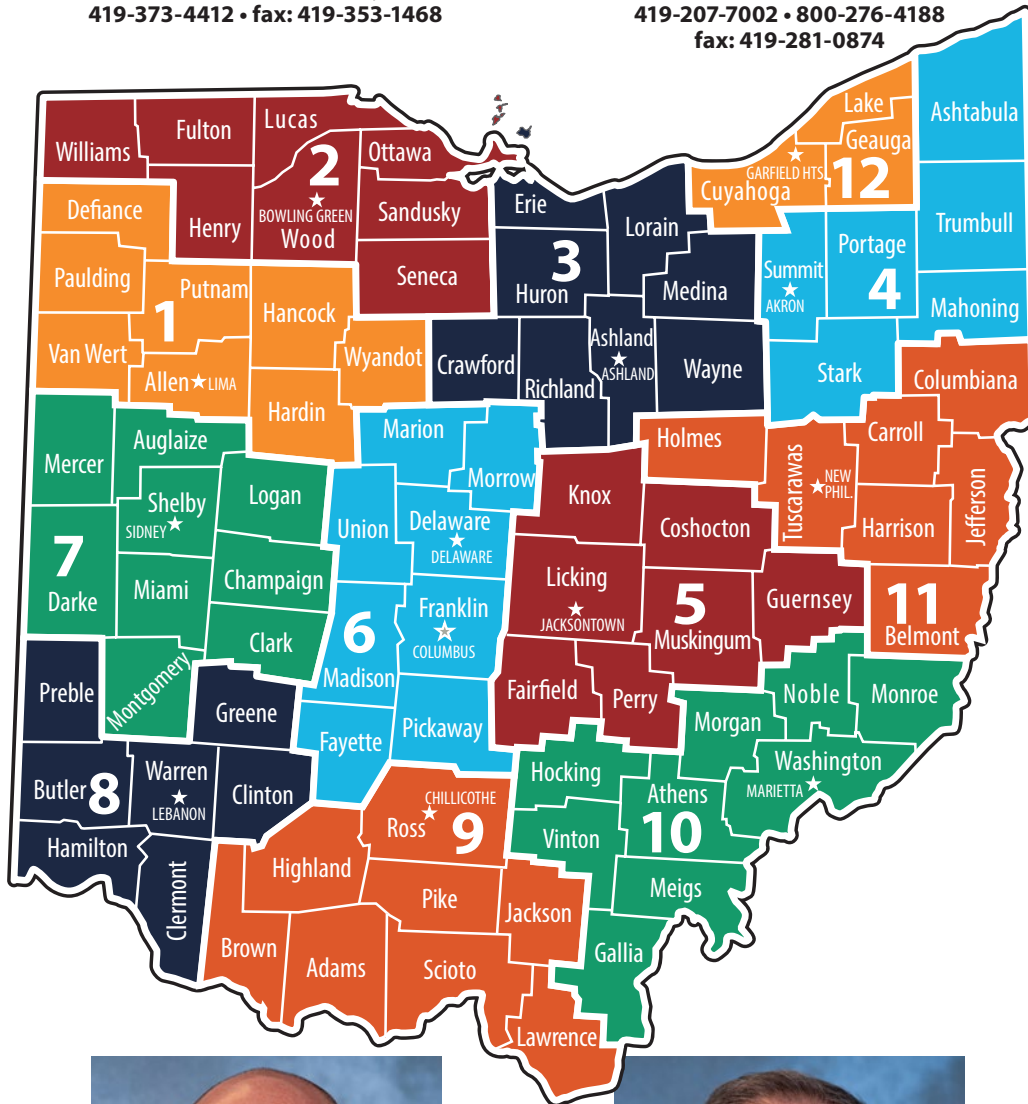 419-373-4412 • fax: 419-353-1468
419-207-7002 • 800-276-4188
fax: 419-281-0874
Williams
Fulton
Lucas
Ottawa
2
BOWLING GREEN
Wood
Henry
Sandusky
Seneca
Lake
Geauga
GARFIELD HTS.
Cuyahoga
12
Ashtabula
Trumbull
Portage
Summit
AKRON
4
Mahoning
Stark
Defiance
Paulding
Putnam
1
Van Wert
Allen
LIMA
Hancock
Wyandot
Hardin
Erie
Lorain
3
Huron
Medina
Ashland
ASHLAND
Crawford
Richland
Wayne
Columbiana
Carroll
Holmes
Tuscarawas
NEW
PHIL.
Harrison
Jefferson
11
Belmont
Mercer
Auglaize
Shelby
SIDNEY
Logan
7
Darke
Miami
Champaign
Clark
Montgomery
Marion
Morrow
Union
Delaware
DELAWARE
Franklin
COLUMBUS
6
Madison
Fayette
Pickaway
Knox
Coshocton
Licking
JACKSONTOWN
5
Muskingum
Guernsey
Fairfield
Perry
Preble
Greene
Butler
8
Warren
LEBANON
Clinton
Hamilton
Clermont
CHILLICOTHE
Ross
9
Highland
Pike
Jackson
Brown
Adams
Scioto
Lawrence
Noble
Monroe
Morgan
Washington
MARIETTA
Hocking
Athens
10
Vinton
Meigs
Gallia